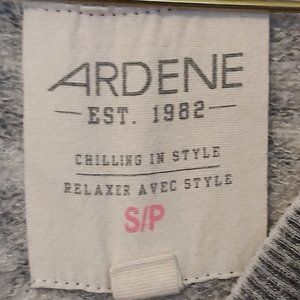 ARDENE
EST. 1982
CHILLING IN STYLE
RELAXER AVEC STYLE
S/P